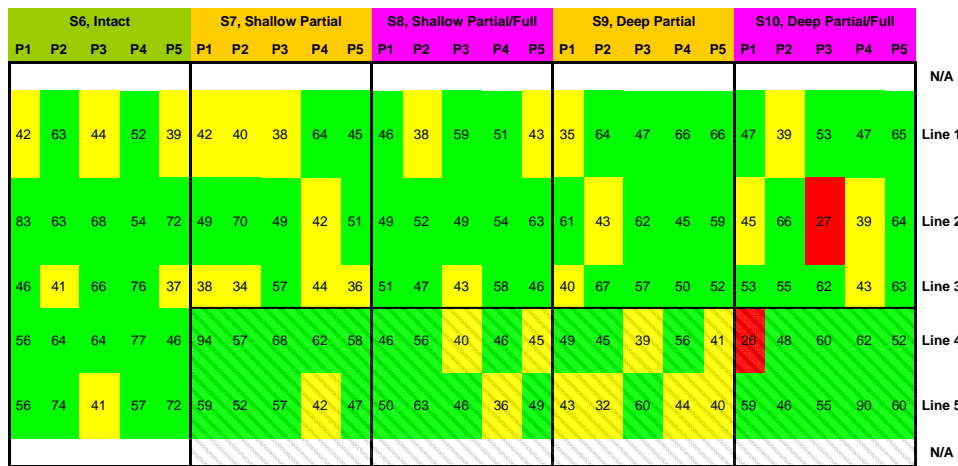 S6, Intact S7, Shallow Partial S8, Shallow Partial/Full S9, Deep Partial S10, Deep Partial/Full
P1 P2 P3 P4 P5 P1 P2 P3 P4 P5 P1 P2 P3 P4 P5 P1 P2 P3 P4 P5 P1 P2 P3 P4 P5
N/A
42 63 44 52 39 42 40 38 64 45 46 38 59 51 43 35 64 47 66 66 47 39 53 47 65 Line 1
83 63 68 54 72 49 70 49 42 51 49 52 49 54 63 61 43 62 45 59 45 66 27 39 64 Line 2
46 41 66 76 37 38 34 57 44 36 51 47 43 58 46 40 67 57 50 52 53 55 62 43 63 Line 3
56 64 64 77 46 94 57 68 62 58 46 56 40 46 45 49 45 39 56 41 26 48 60 62 52 Line 4
56 74 41 57 72 59 52 57 42 47 50 63 46 36 49 43 32 60 44 40 59 46 55 90 60 Line 5
N/A